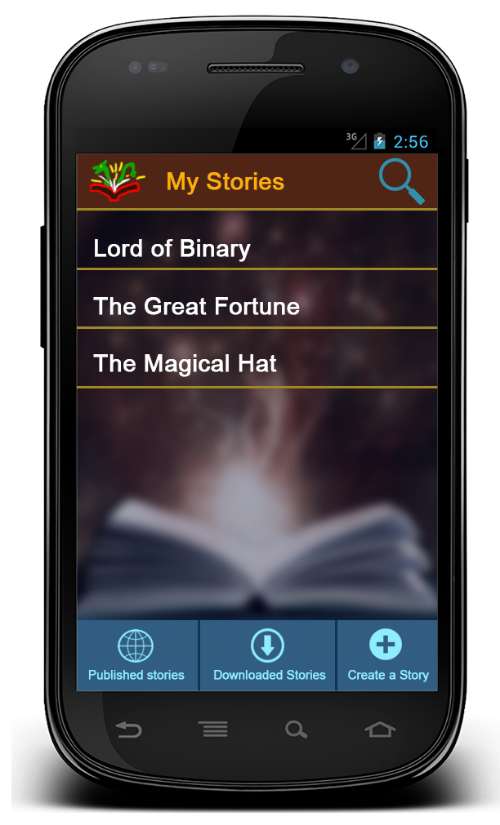 3G 2:56
My Stories
Lord of Binary
The Great Fortune
The Magical Hat
Published stories Downloaded Stories Create a Story